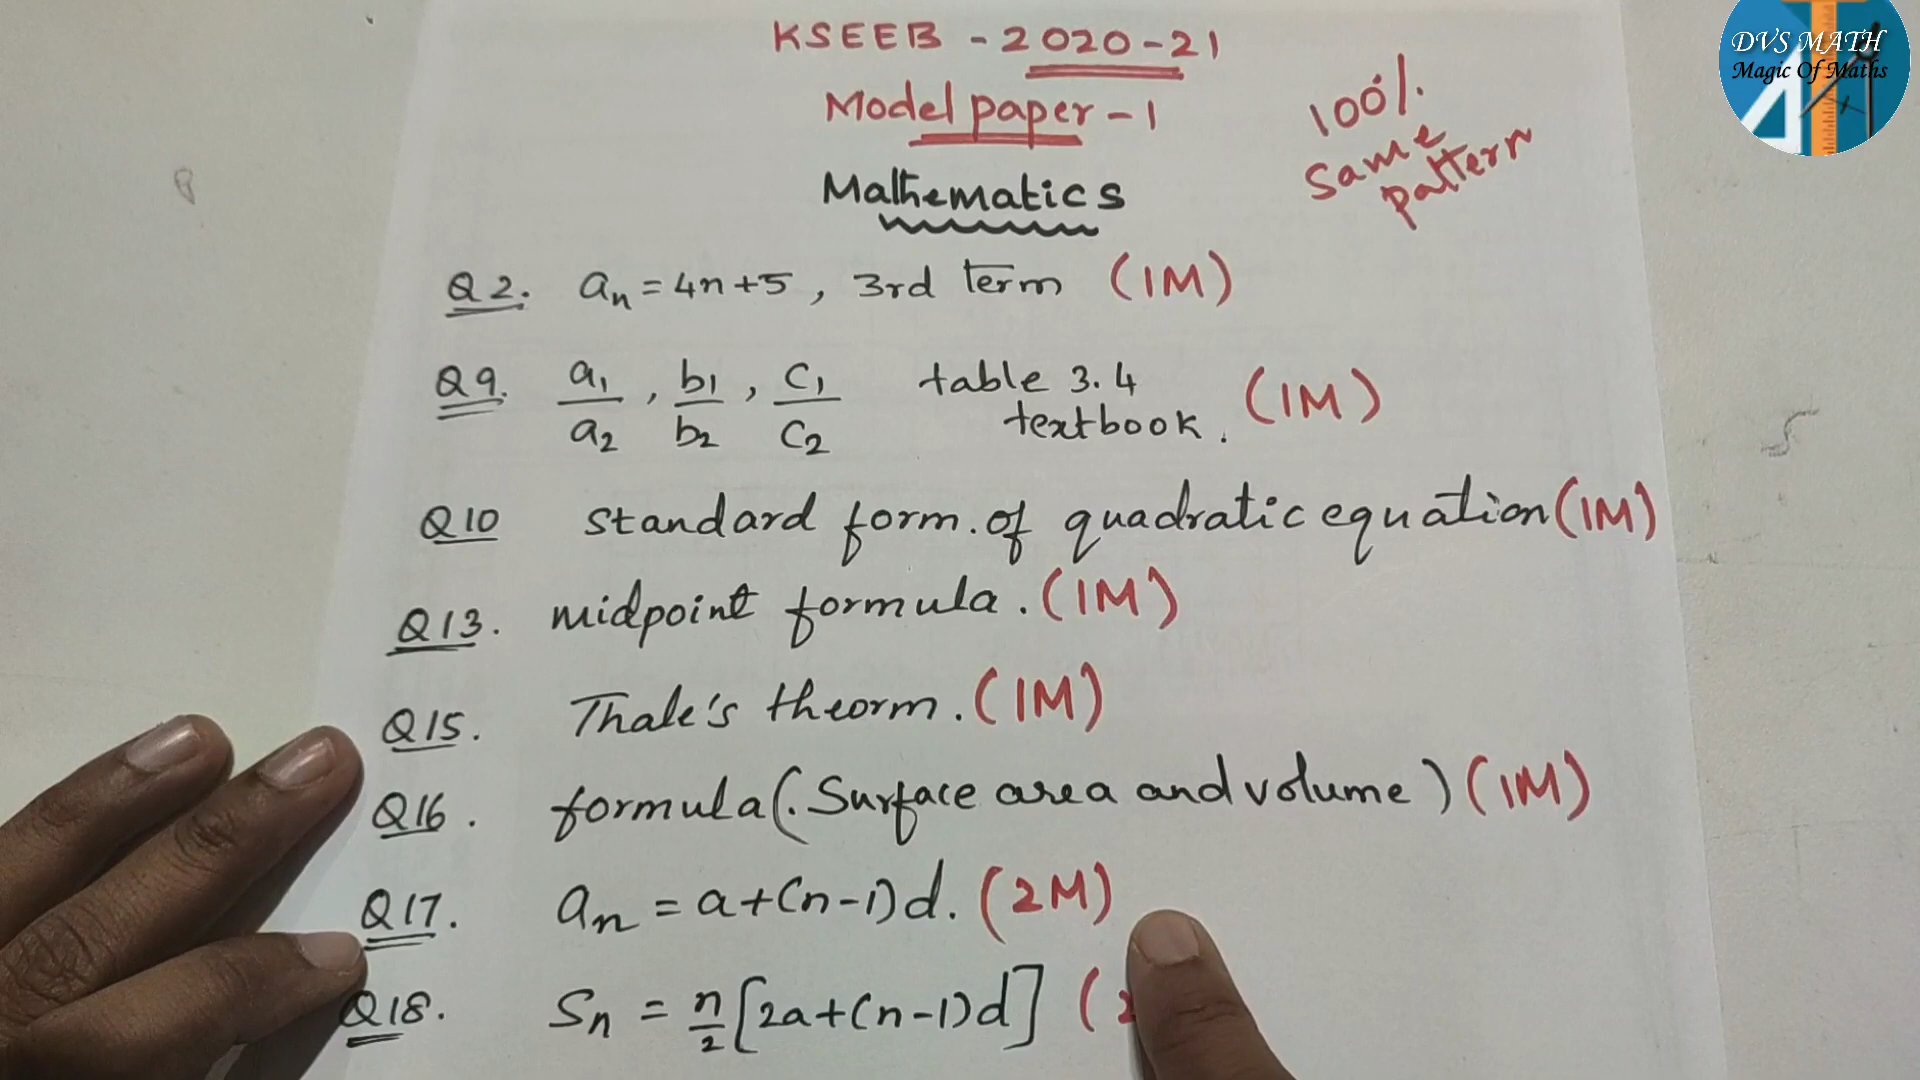 KSEEB - 2020-21
Model paper - 1
Mathematics
100%.
Same
pattern
DVS MATH
Magic Of Maths
Q2. an = 4n+5, 3rd term (1M)
Q9. a1/a2, b1/b2, c1/c2 table 3.4
textbook. (1M)
Q10 standard form. of quadratic equation (1M)
Q13. midpoint formula. (1M)
Q15. Thale's theorm. (1M)
Q16. formula (. Surface area and volume) (1M)
Q17. an = a+(n-1)d. (2M)
Q18. Sn = n/2 [2a+(n-1)d] (2